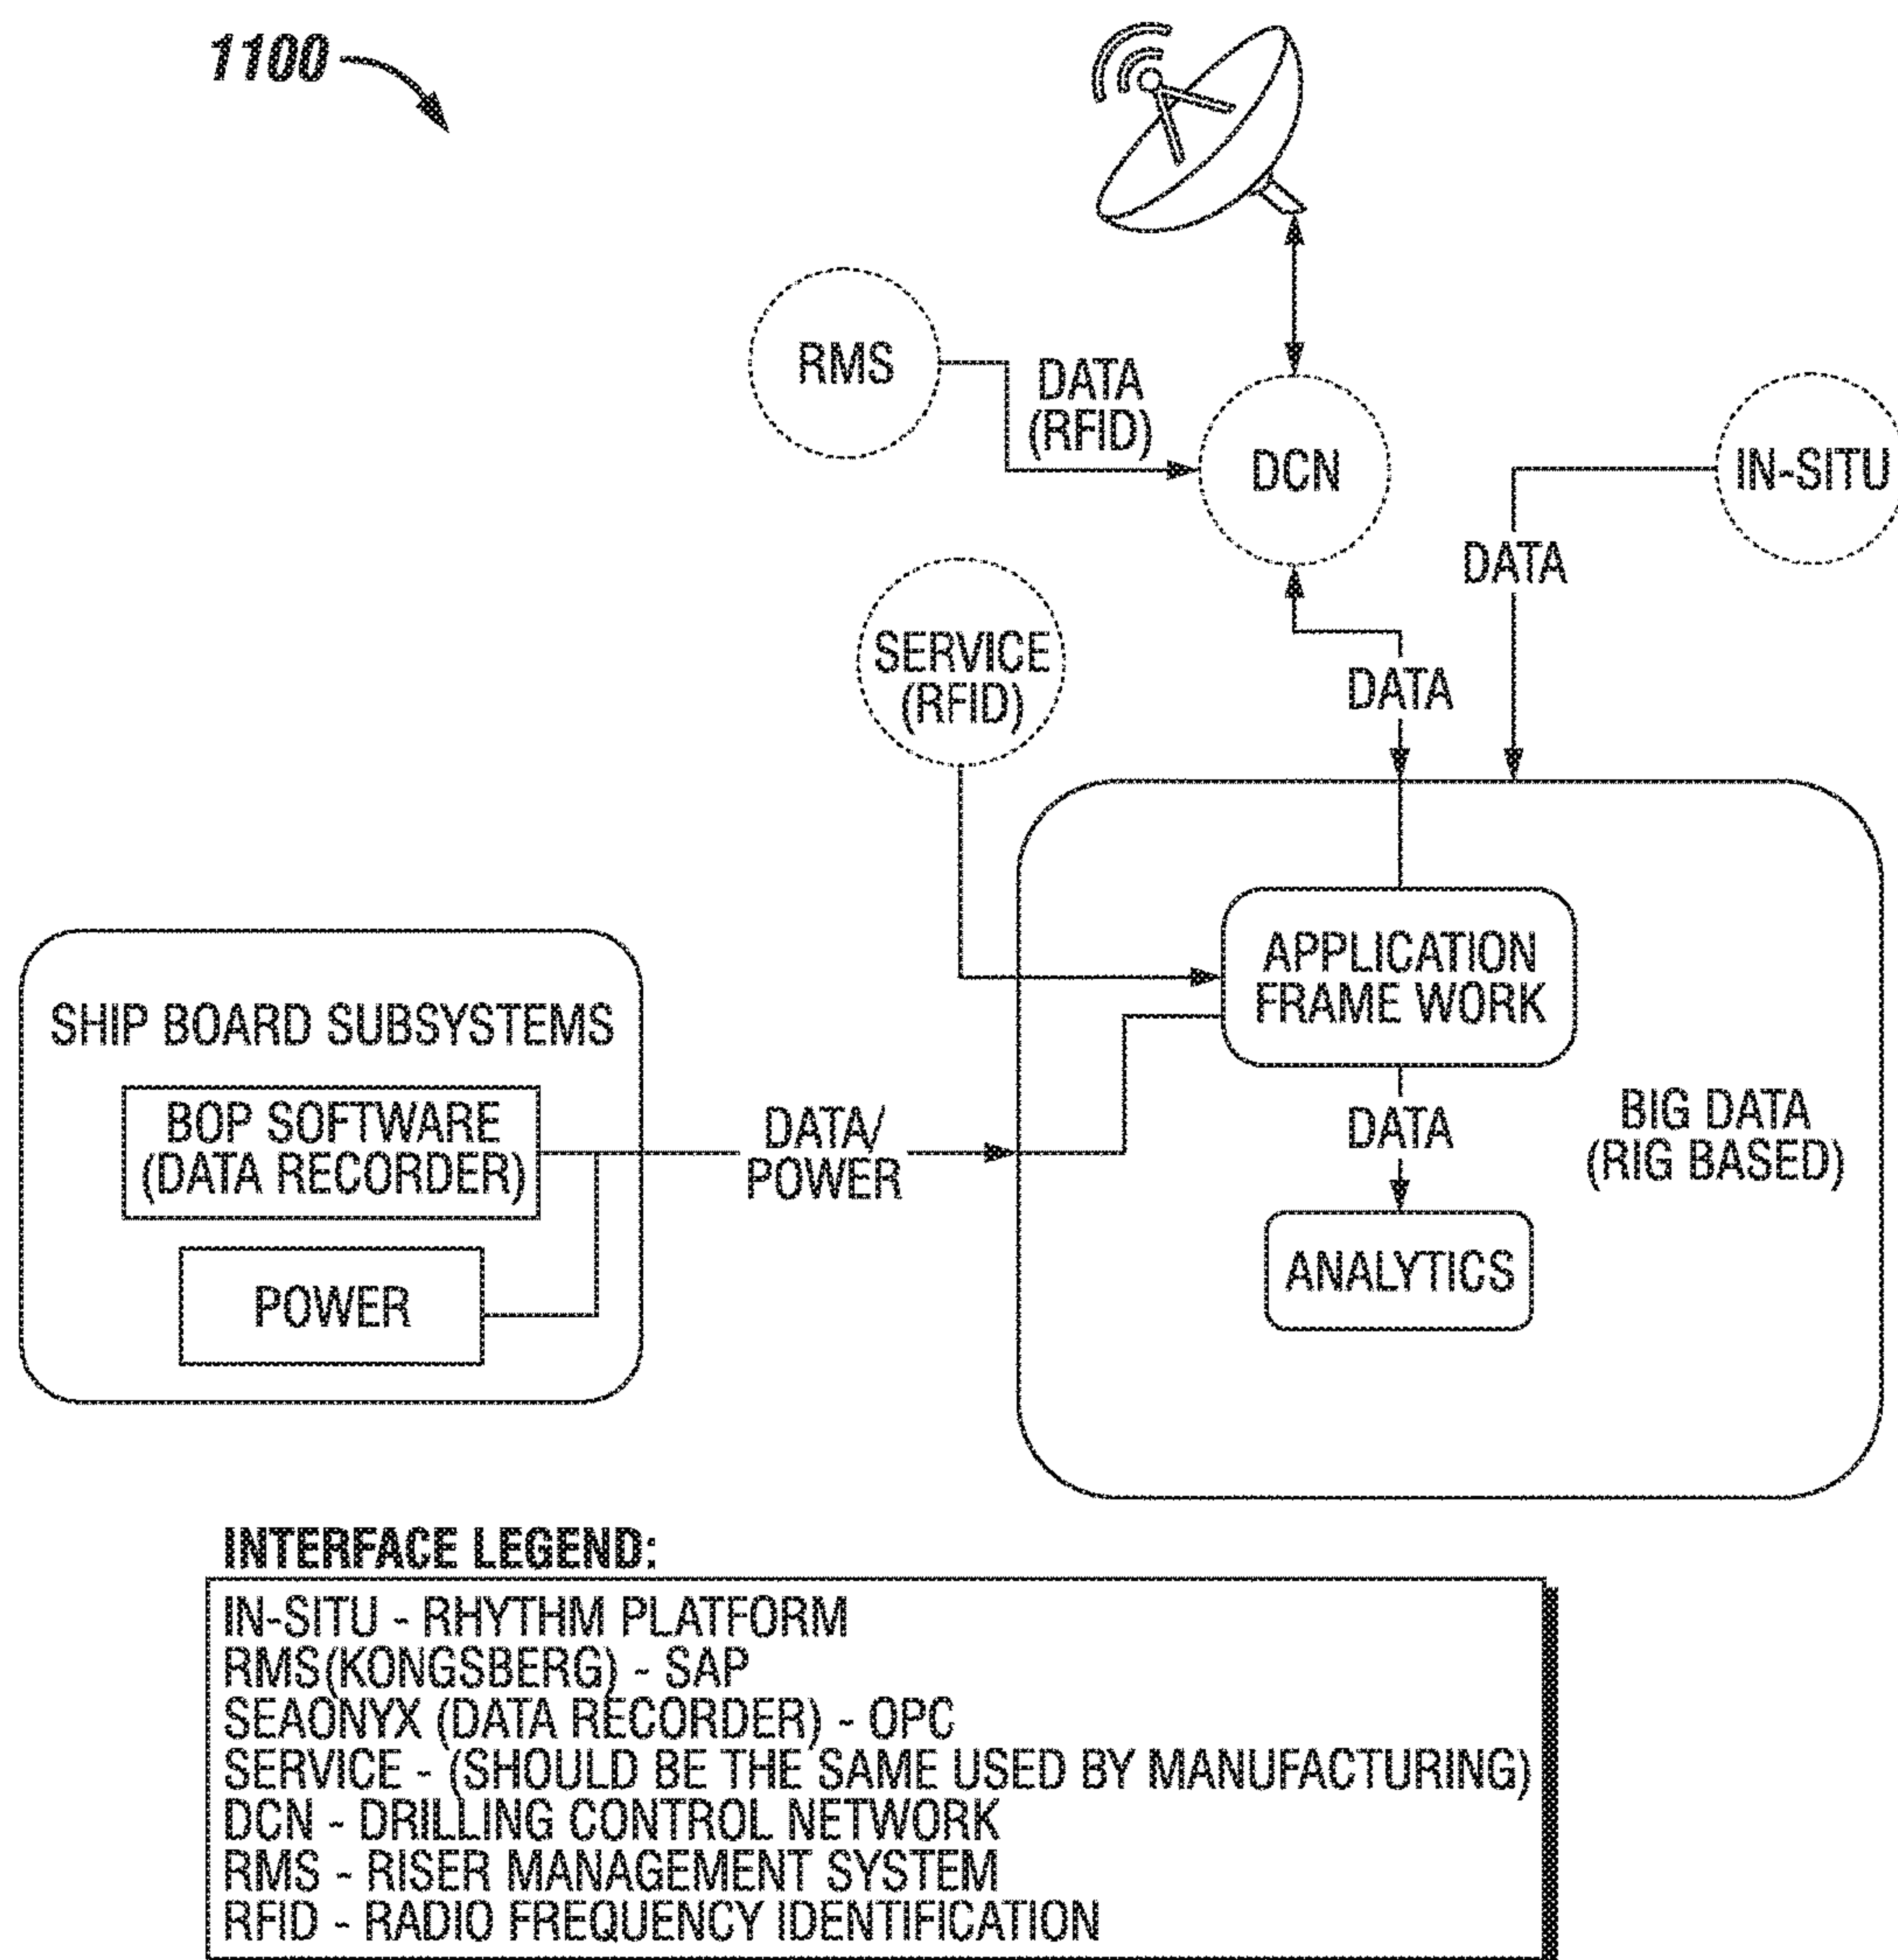 1100
RMS
DATA
(RFID)
DCN
IN-SITU
DATA
SERVICE
(RFID)
DATA
SHIP BOARD SUBSYSTEMS
BOP SOFTWARE
(DATA RECORDER)
POWER
DATA/
POWER
APPLICATION
FRAME WORK
DATA
ANALYTICS
BIG DATA
(RIG BASED)
INTERFACE LEGEND:
IN-SITU - RHYTHM PLATFORM
RMS(KONGSBERG) - SAP
SEAONYX (DATA RECORDER) - OPC
SERVICE - (SHOULD BE THE SAME USED BY MANUFACTURING)
DCN - DRILLING CONTROL NETWORK
RMS - RISER MANAGEMENT SYSTEM
RFID - RADIO FREQUENCY IDENTIFICATION